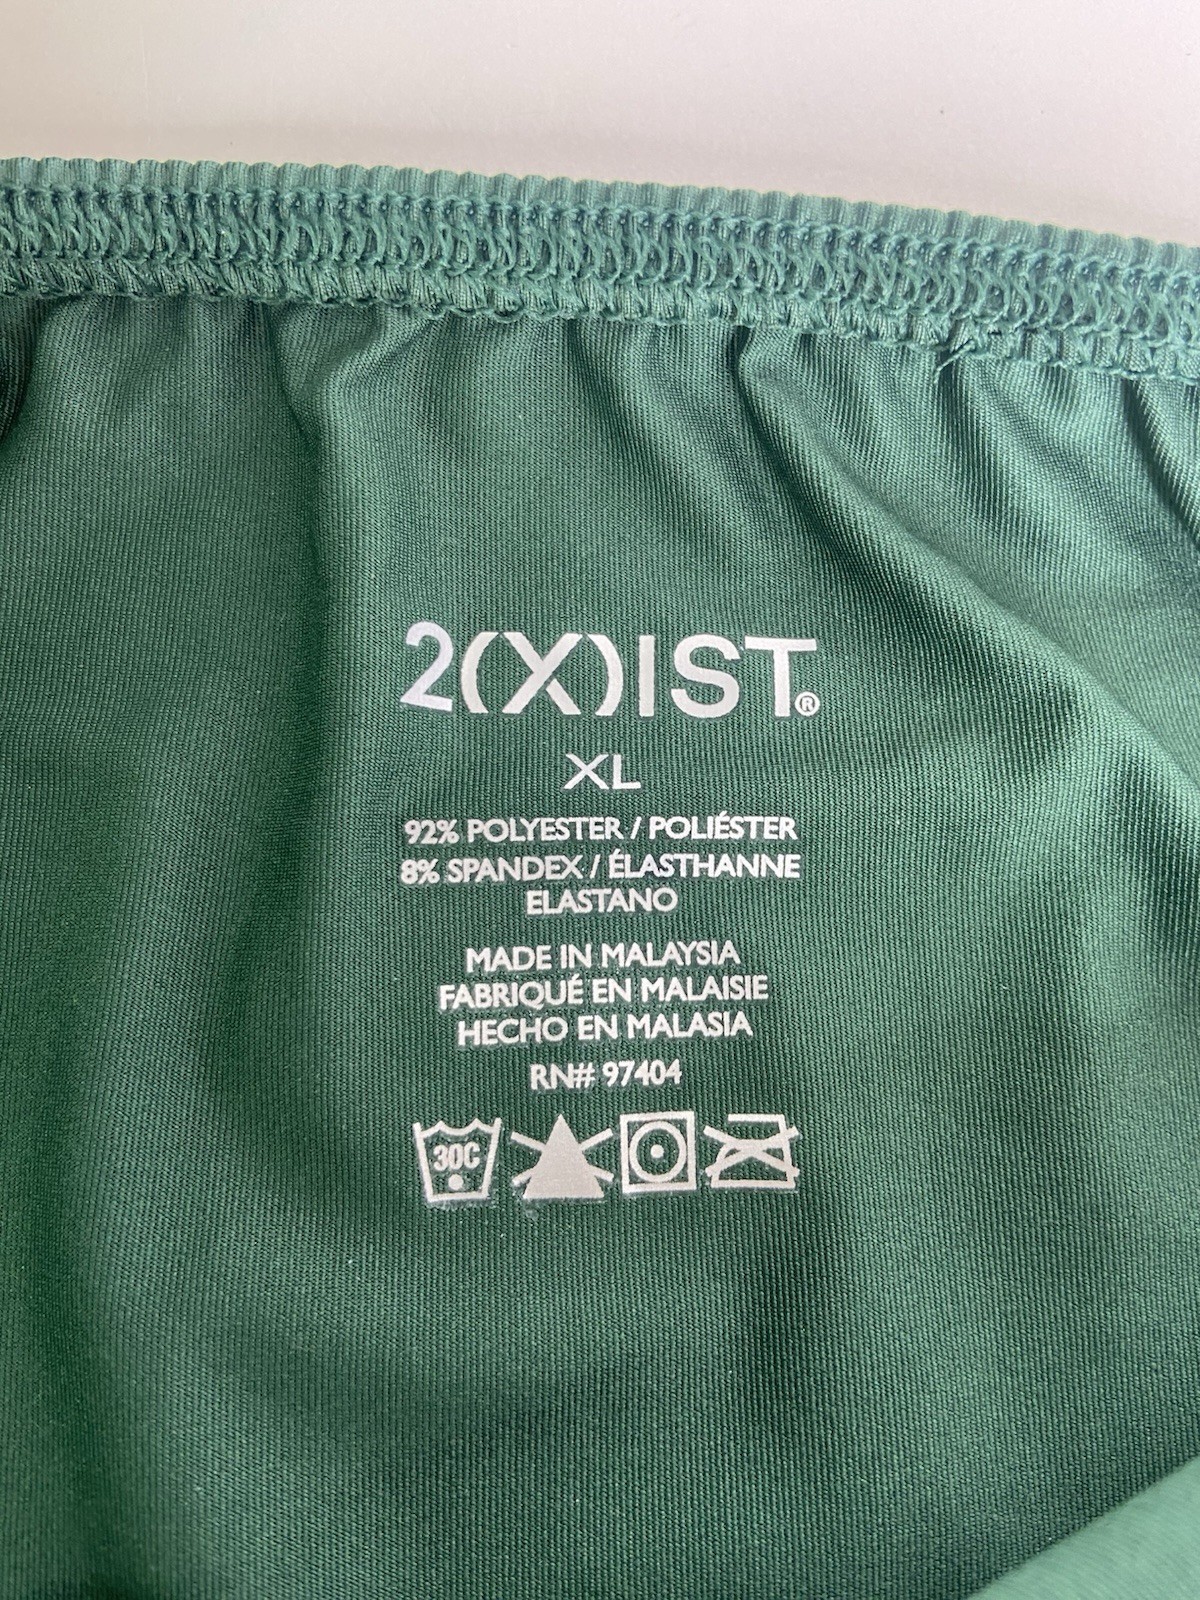 2(X)IST®
XL
92% POLYESTER / POLIÉSTER
8% SPANDEX / ÉLASTHANNE
ELASTANO
MADE IN MALAYSIA
FABRIQUÉ EN MALAISIE
HECHO EN MALASIA
RN# 97404
30C